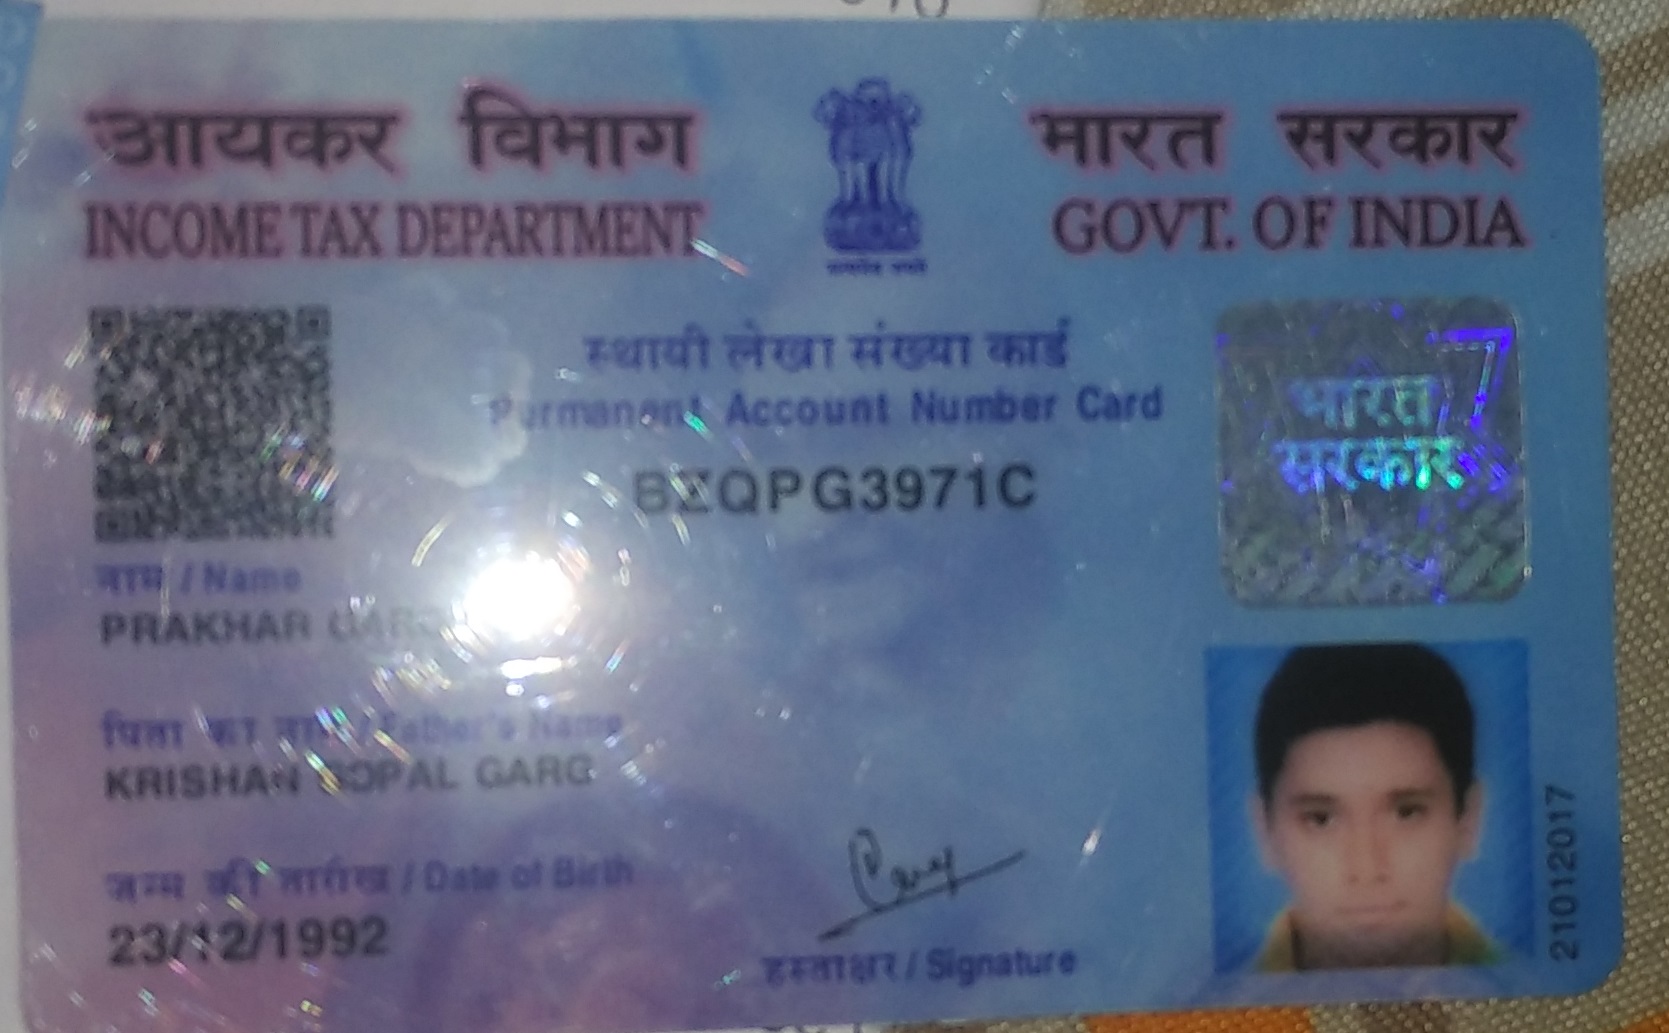 आयकर विभाग
INCOME TAX DEPARTMENT
भारत सरकार
GOVT. OF INDIA
सत्यमेव जयते
स्थायी लेखा संख्या कार्ड
Permanent Account Number Card
BZQPG3971C
भारत
सरकार
नाम / Name
PRAKHAR GARG
पिता का नाम / Father's Name
KRISHAN GOPAL GARG
जन्म की तारीख / Date of Birth
23/12/1992
हस्ताक्षर / Signature
21012017